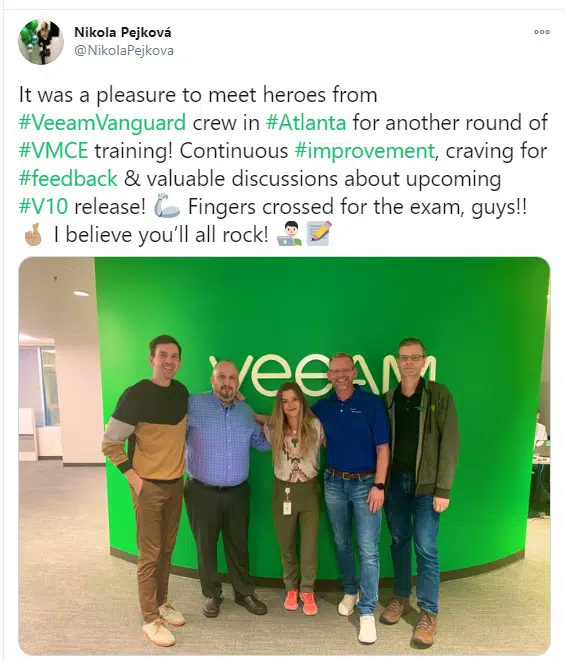 Nikola Pejková
@NikolaPejkova
It was a pleasure to meet heroes from
#VeeamVanguard crew in #Atlanta for another round of
#VMCE training! Continuous #improvement, craving for
#feedback & valuable discussions about upcoming
#V10 release! 🦾 Fingers crossed for the exam, guys!!
🤞🏼 I believe you’ll all rock! 👨🏻‍💻📝
veeAM